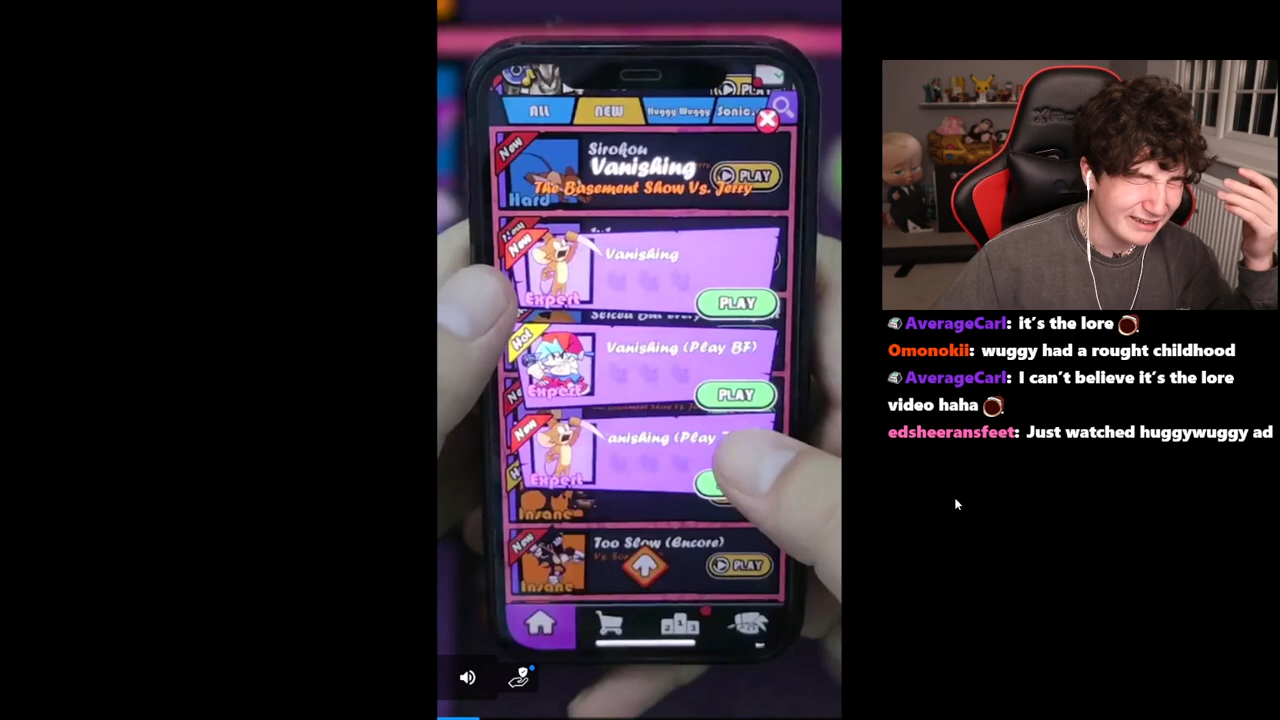 ALL
NEW
Huggy Wuggy
Sonic.
New
Sirokou
Vanishing
PLAY
The Basement Show Vs. Jerry
Hard
New
Vanishing
Expert
PLAY
Hot
Vanishing (Play BF)
Expert
PLAY
New
anishing (Play
Expert
Insane
New
Too Slow (Encore)
Insane
PLAY
AverageCarl: it's the lore
Omonokii: wuggy had a rought childhood
AverageCarl: I can't believe it's the lore
video haha
edsheeransfeet: Just watched huggywuggy ad